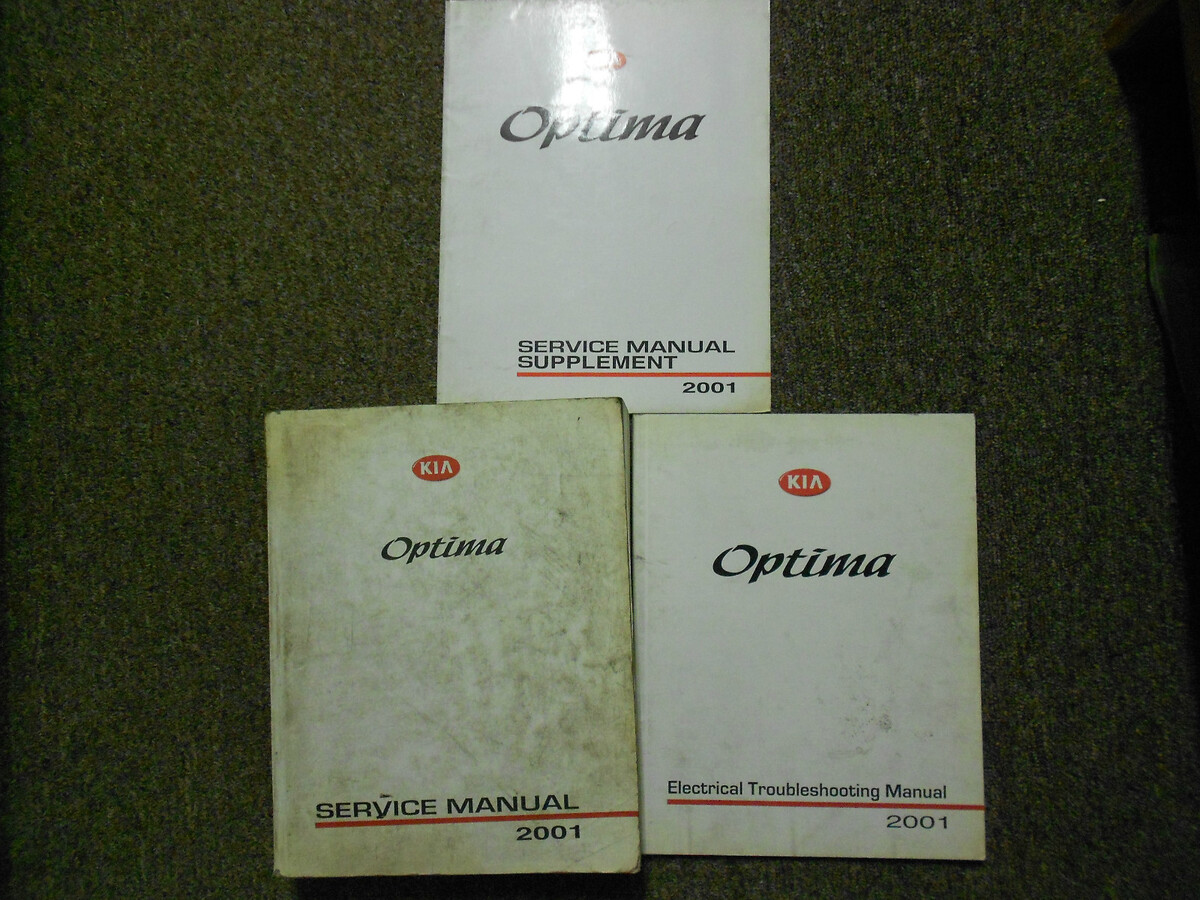 Optima
SERVICE MANUAL
SUPPLEMENT
2001
KIA
Optima
SERVICE MANUAL
2001
KIA
Optima
Electrical Troubleshooting Manual
2001